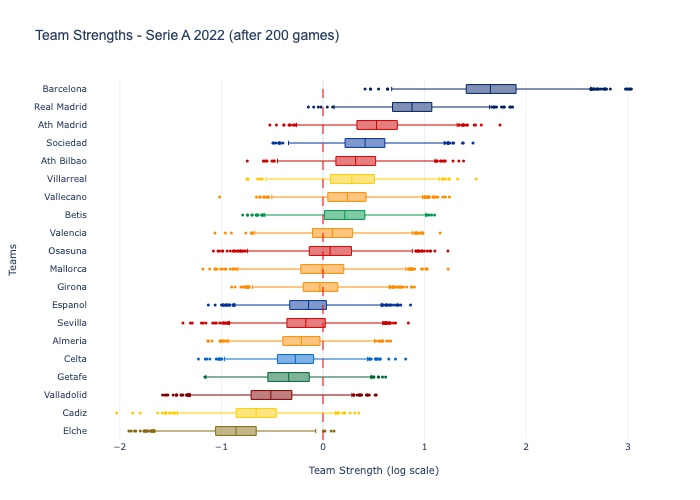 Team Strengths - Serie A 2022 (after 200 games)
Barcelona
Real Madrid
Ath Madrid
Sociedad
Ath Bilbao
Villarreal
Vallecano
Betis
Valencia
Osasuna
Mallorca
Girona
Espanol
Sevilla
Almeria
Celta
Getafe
Valladolid
Cadiz
Elche
Teams
−2
−1
0
1
2
3
Team Strength (log scale)